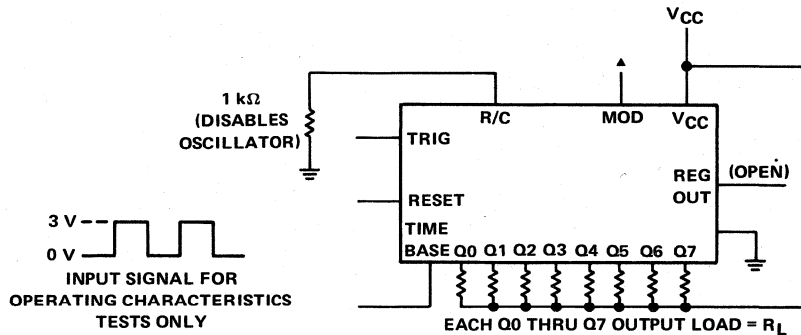 VCC
1 kΩ
(DISABLES
OSCILLATOR)
R/C
MOD
VCC
TRIG
REG
OUT
(OPEN)
RESET
TIME
BASE
Q0 Q1 Q2 Q3 Q4 Q5 Q6 Q7
3 V
0 V
INPUT SIGNAL FOR
OPERATING CHARACTERISTICS
TESTS ONLY
EACH Q0 THRU Q7 OUTPUT LOAD = RL